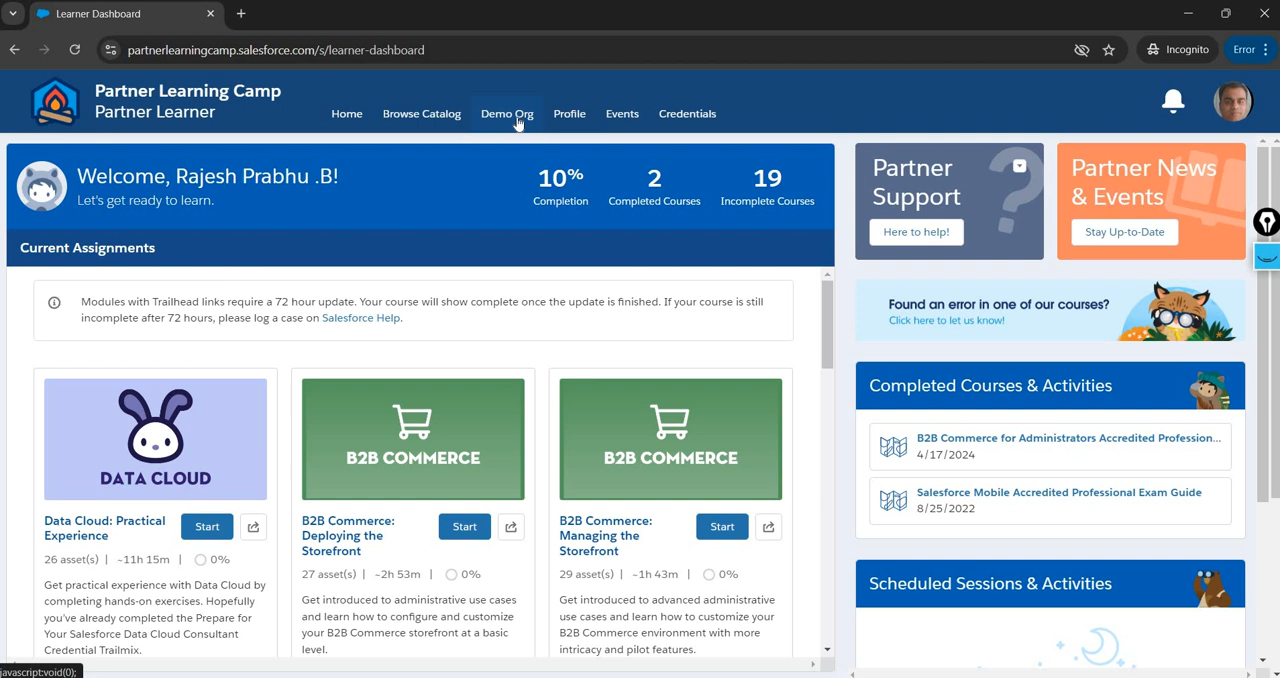 Learner Dashboard
partnerlearningcamp.salesforce.com/s/learner-dashboard
Incognito
Error
Partner Learning Camp
Partner Learner
Home
Browse Catalog
Demo Org
Profile
Events
Credentials
Welcome, Rajesh Prabhu .B!
Let's get ready to learn.
10%
Completion
2
Completed Courses
19
Incomplete Courses
Current Assignments
Modules with Trailhead links require a 72 hour update. Your course will show complete once the update is finished. If your course is still
incomplete after 72 hours, please log a case on Salesforce Help.
DATA CLOUD
Data Cloud: Practical
Experience
Start
26 asset(s) | ~11h 15m | 0%
Get practical experience with Data Cloud by
completing hands-on exercises. Hopefully
you've already completed the Prepare for
Your Salesforce Data Cloud Consultant
Credential Trailmix.
B2B COMMERCE
B2B Commerce:
Deploying the
Storefront
Start
27 asset(s) | ~2h 53m | 0%
Get introduced to administrative use cases
and learn how to configure and customize
your B2B Commerce storefront at a basic
level.
B2B COMMERCE
B2B Commerce:
Managing the
Storefront
Start
29 asset(s) | ~1h 43m | 0%
Get introduced to advanced administrative
use cases and learn how to customize your
B2B Commerce environment with more
intricacy and pilot features.
Partner
Support
?
Here to help!
Partner News
& Events
Stay Up-to-Date
Found an error in one of our courses?
Click here to let us know!
Completed Courses & Activities
B2B Commerce for Administrators Accredited Profession...
4/17/2024
Salesforce Mobile Accredited Professional Exam Guide
8/25/2022
Scheduled Sessions & Activities
javascript:void(0);